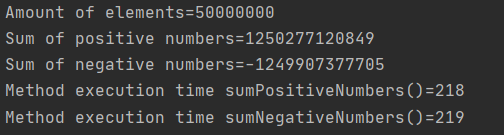 Amount of elements=50000000
Sum of positive numbers=1250277120849
Sum of negative numbers=-1249907377705
Method execution time sumPositiveNumbers()=218
Method execution time sumNegativeNumbers()=219